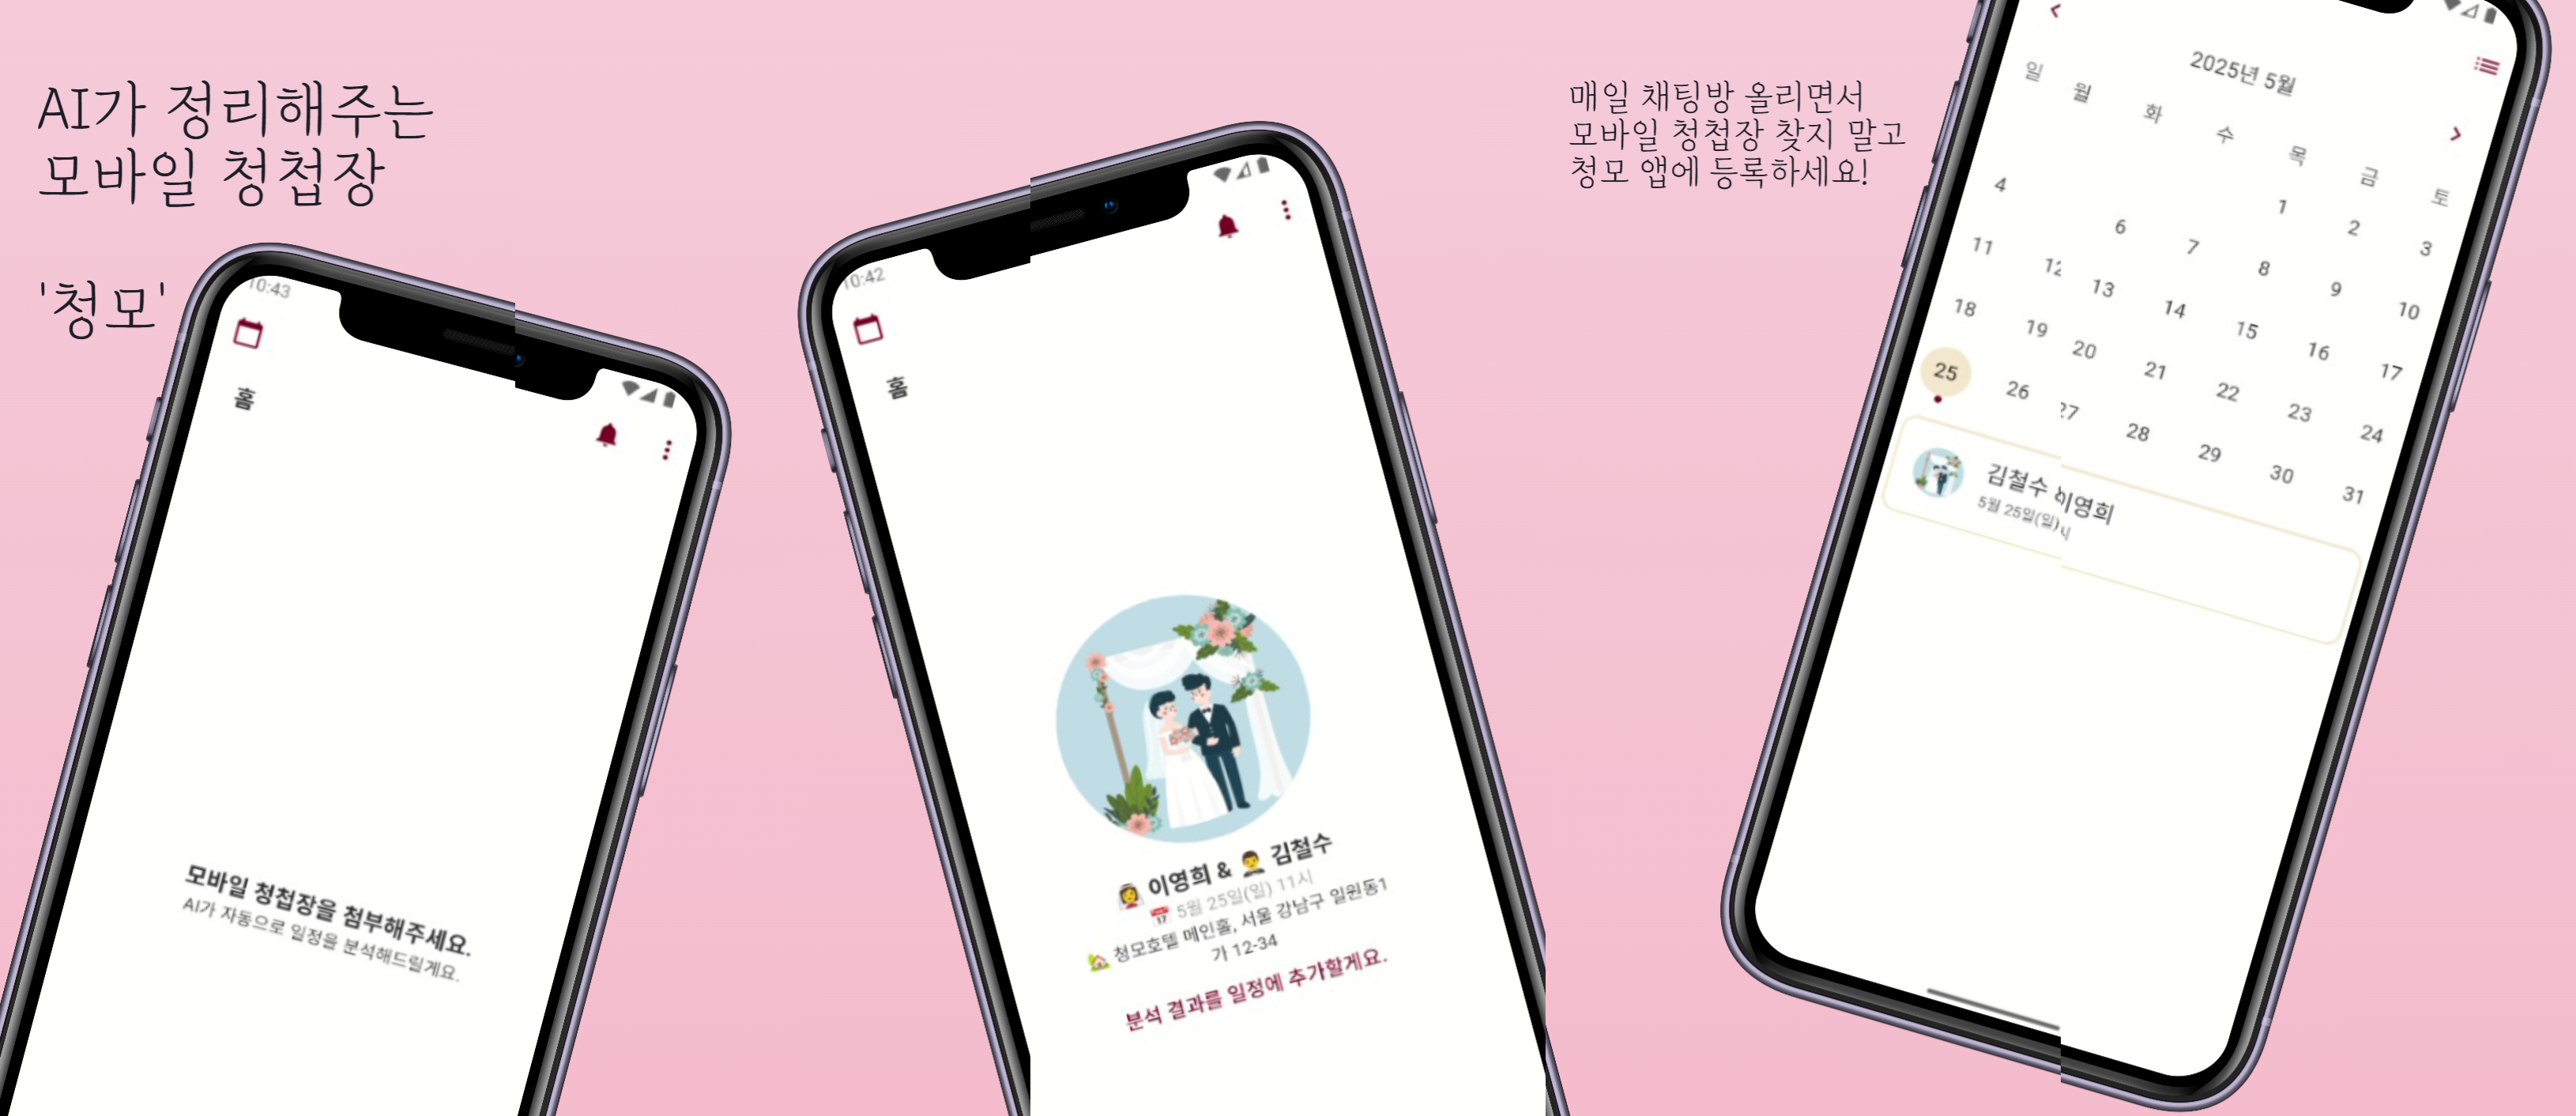 AI가 정리해주는
모바일 청첩장
'청모'
10:43
홈
모바일 청첩장을 첨부해주세요.
AI가 자동으로 일정을 분석해드릴게요.
10:42
홈
이영희 & 김철수
5월 25일(일) 11시
청모호텔 메인홀, 서울 강남구 일원동1
가 12-34
분석 결과를 일정에 추가할게요.
매일 채팅방 올리면서
모바일 청첩장 찾지 말고
청모 앱에 등록하세요!
2025년 5월
일 월 화 수 목 금 토
1 2 3
4 6 7 8 9 10
11 12 13 14 15 16 17
18 19 20 21 22 23 24
25 26 27 28 29 30 31
김철수 이영희
5월 25일(일)